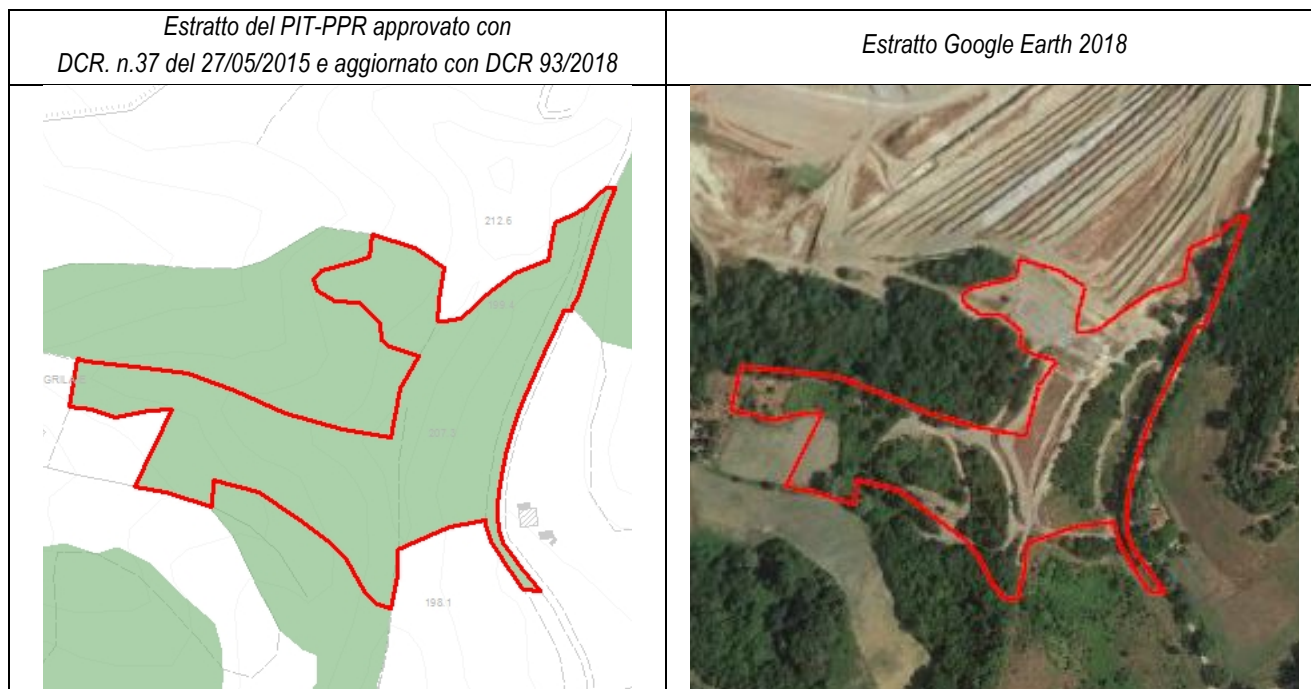 Estratto del PIT-PPR approvato con
DCR. n.37 del 27/05/2015 e aggiornato con DCR 93/2018
Estratto Google Earth 2018
212.6
207.3
198.1